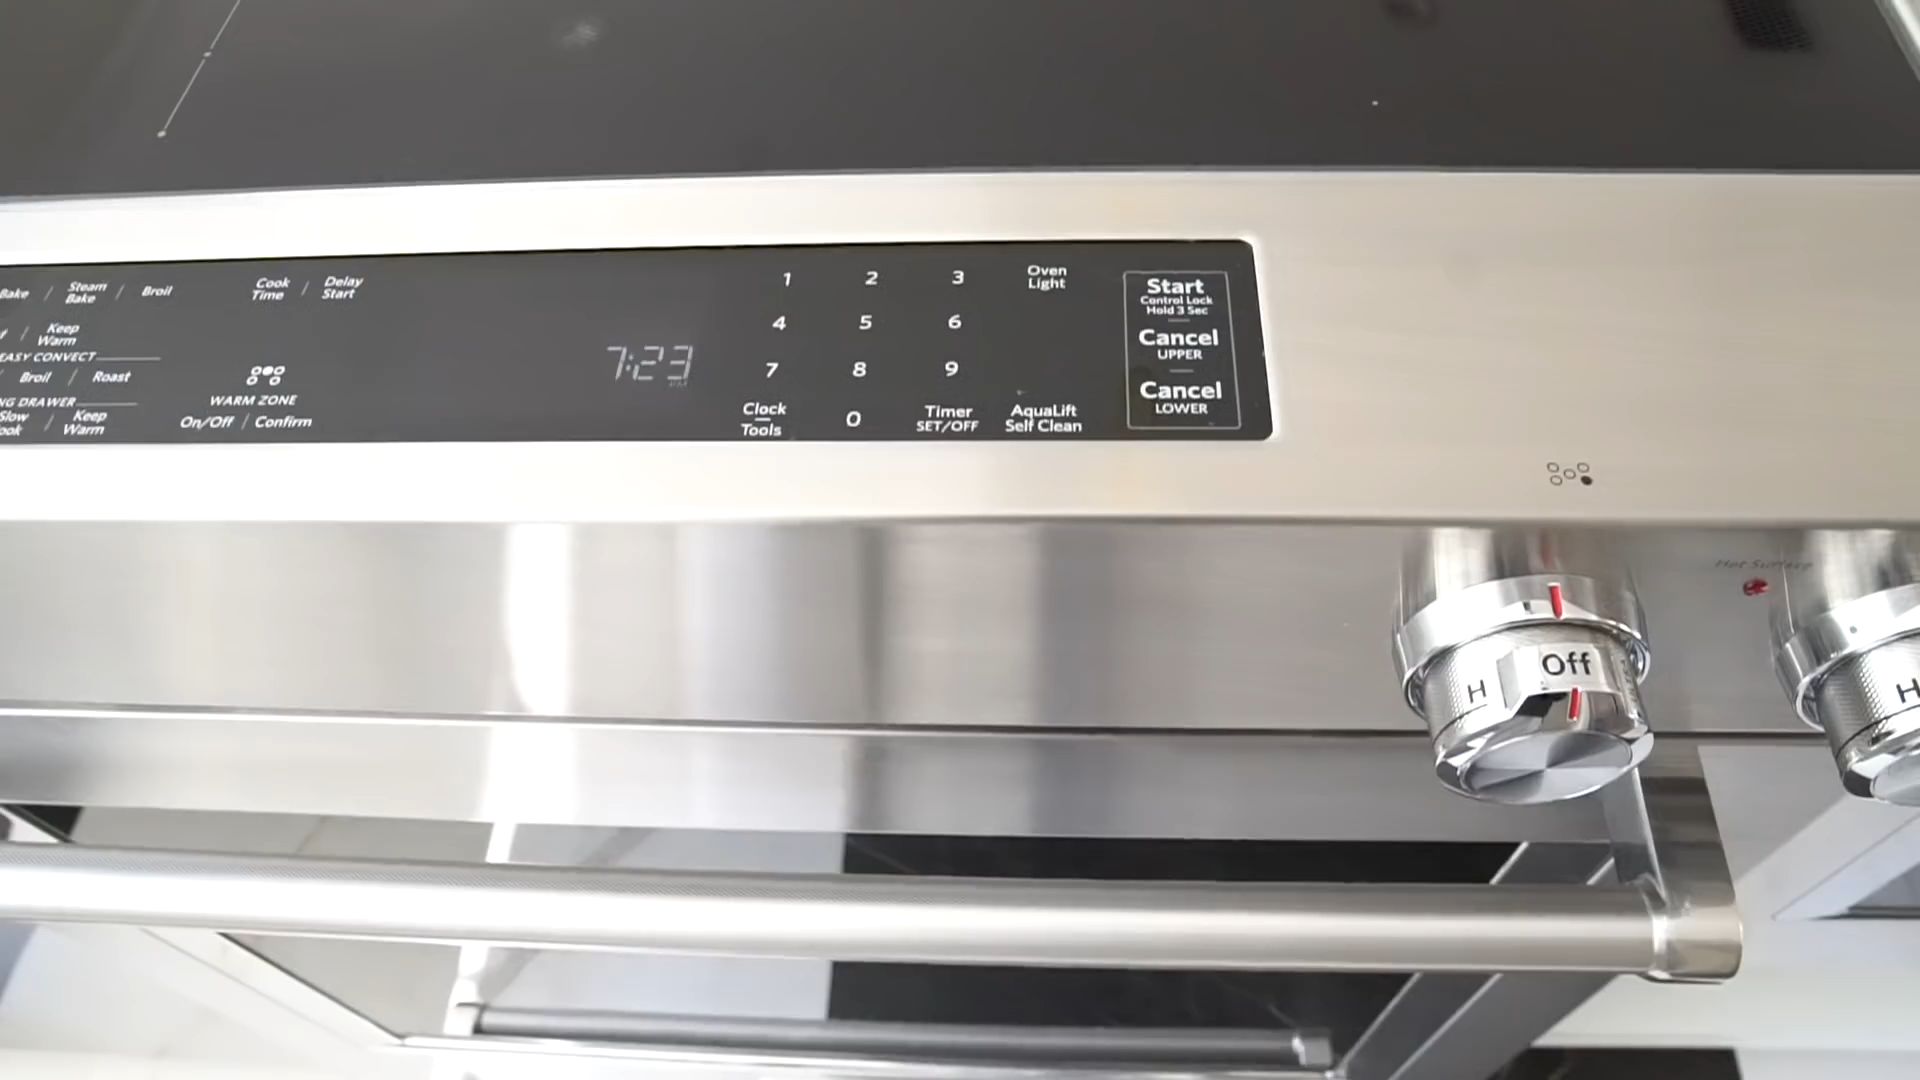 Bake / Steam Bake / Broil
Cook Time / Delay Start
/ Keep Warm
EASY CONVECT
Broil / Roast
DRAWER
Slow / Keep Warm
WARM ZONE
On/Off / Confirm
7:23
1 2 3
4 5 6
7 8 9
0
Clock
Tools
Timer
SET/OFF
Oven
Light
AquaLift
Self Clean
Start
Control Lock
Hold 3 Sec
Cancel
UPPER
Cancel
LOWER
Hot Surface
H Off
H